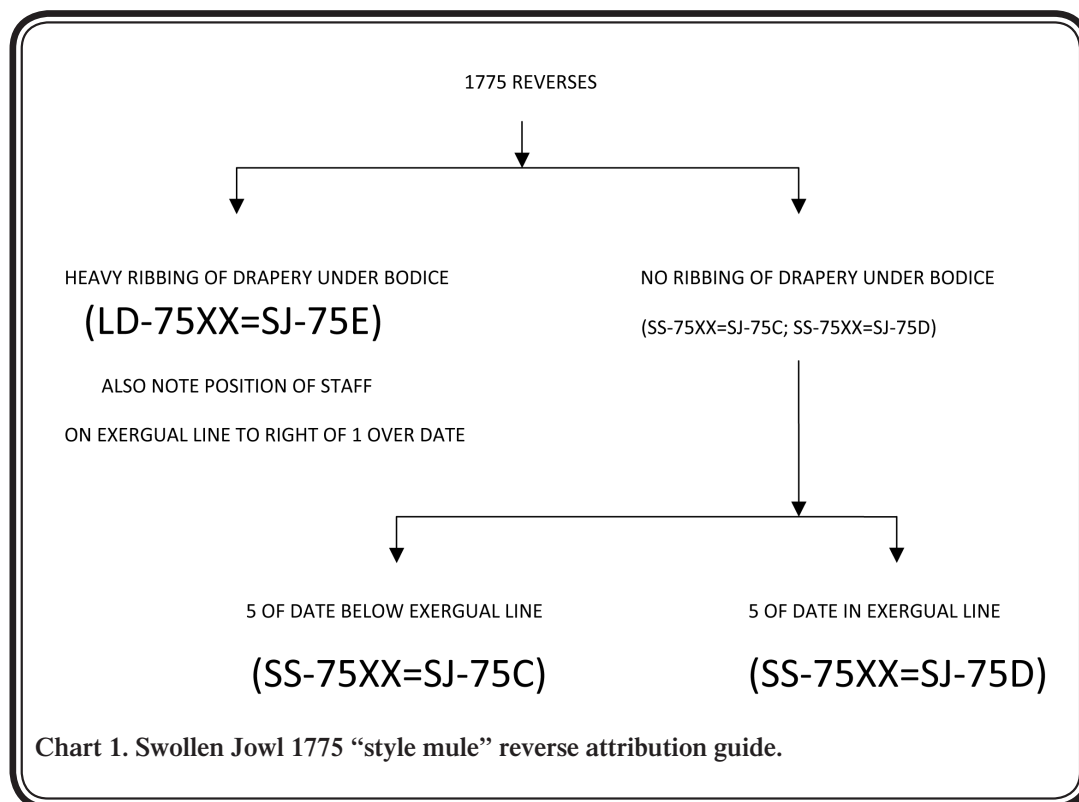 1775 REVERSES
HEAVY RIBBING OF DRAPERY UNDER BODICE
(LD-75XX=SJ-75E)
ALSO NOTE POSITION OF STAFF
ON EXERGUAL LINE TO RIGHT OF 1 OVER DATE
NO RIBBING OF DRAPERY UNDER BODICE
(SS-75XX=SJ-75C; SS-75XX=SJ-75D)
5 OF DATE BELOW EXERGUAL LINE
(SS-75XX=SJ-75C)
5 OF DATE IN EXERGUAL LINE
(SS-75XX=SJ-75D)
Chart 1. Swollen Jowl 1775 “style mule” reverse attribution guide.